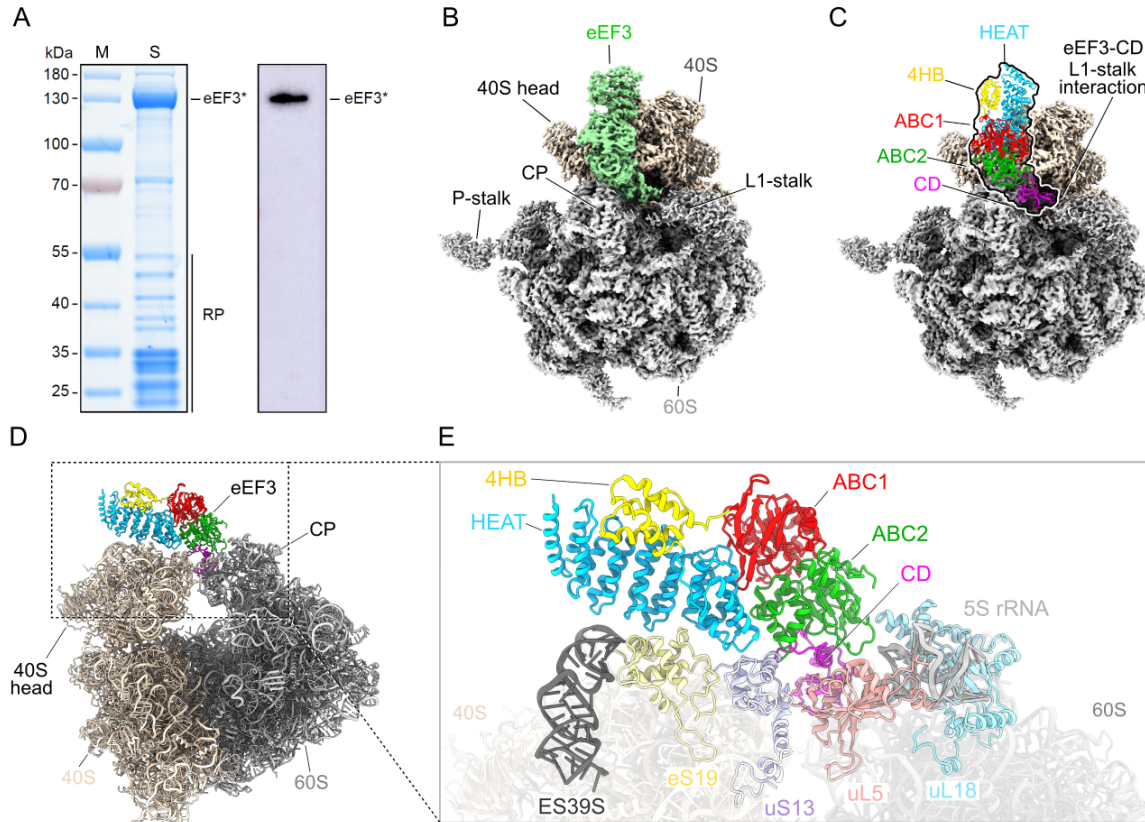 A
kDa M S
180
130
100
70
55
40
35
25
eEF3*
RP
eEF3*
B
eEF3
40S
40S head
CP
L1-stalk
P-stalk
60S
C
HEAT
4HB
eEF3-CD
L1-stalk
interaction
ABC1
ABC2
CD
D
eEF3
CP
40S
head
40S
60S
E
4HB
HEAT
ABC1
ABC2
CD
5S rRNA
40S
60S
eS19
ES39S
uS13
uL5
uL18